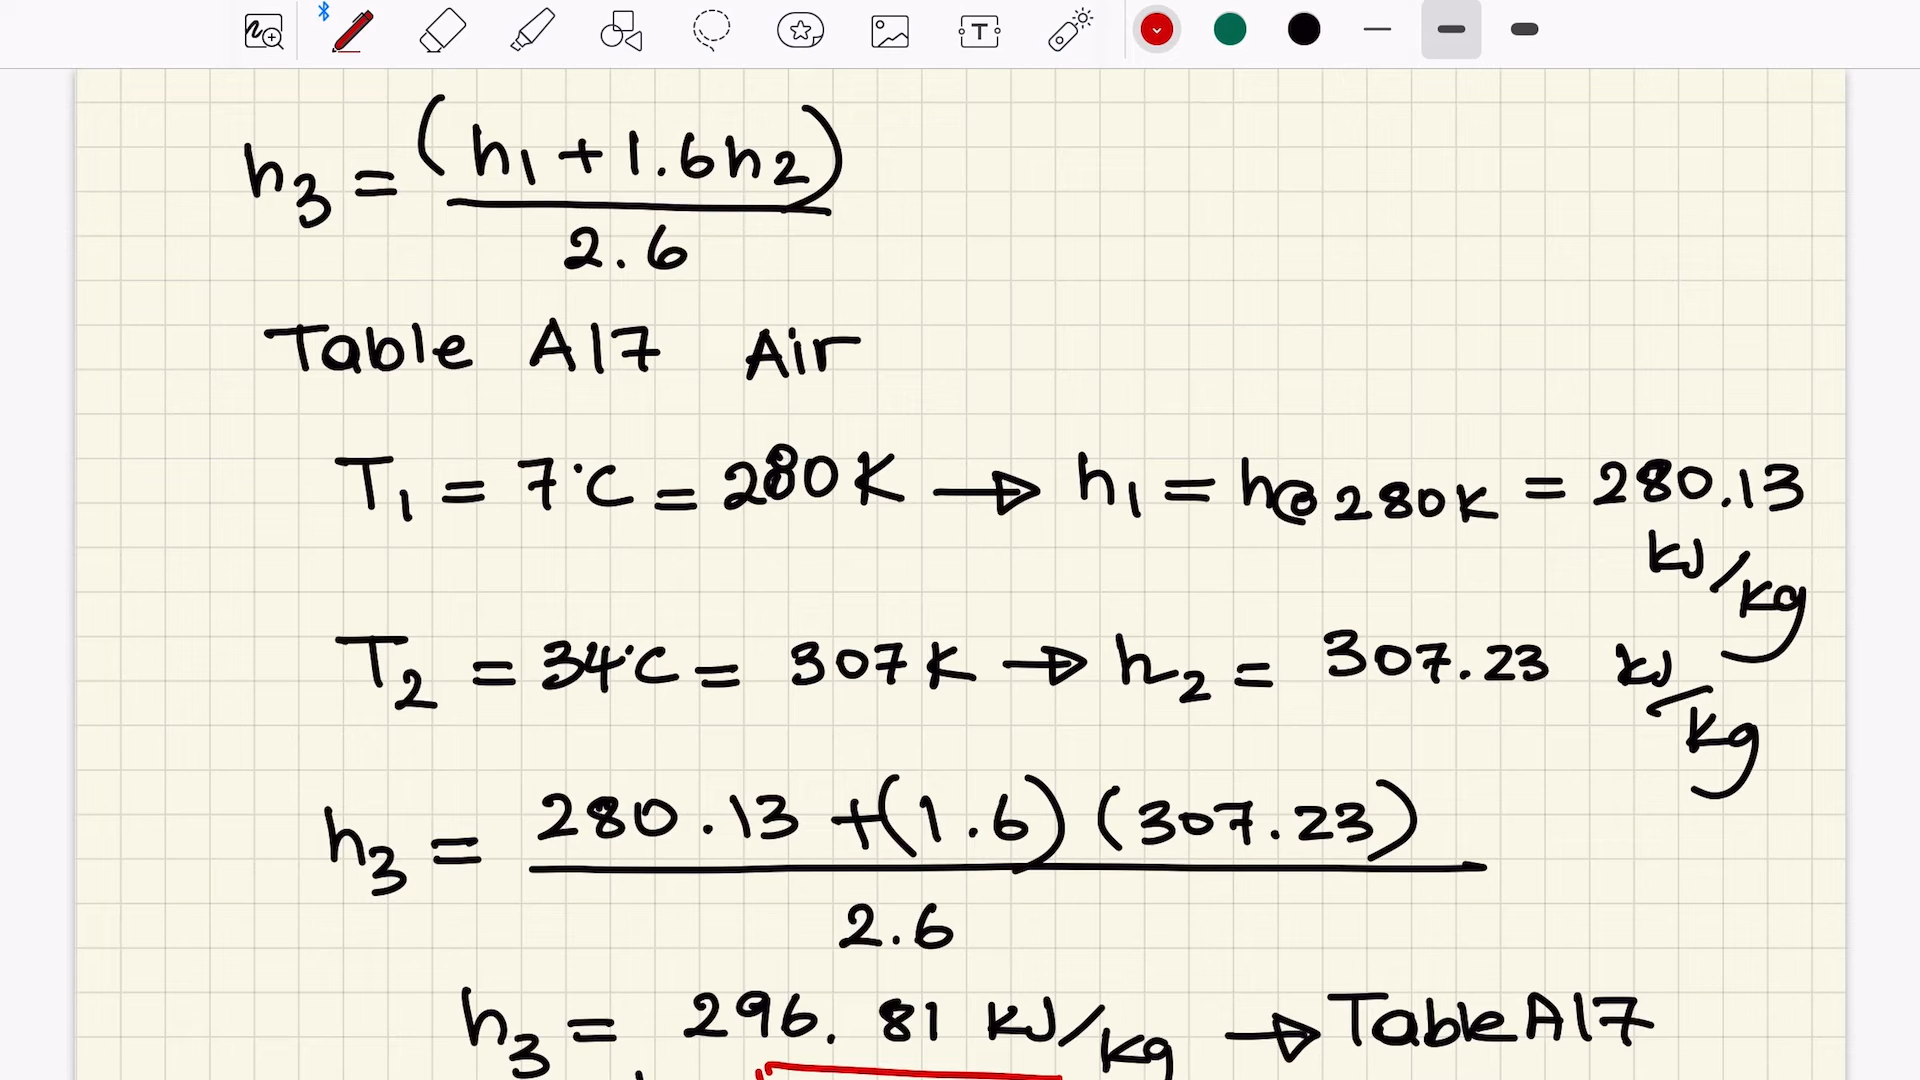 h₃ = (h₁ + 1.6h₂) / 2.6
Table A17 Air
T₁ = 7°C = 280K → h₁ = h@280K = 280.13 kJ/kg
T₂ = 34°C = 307K → h₂ = 307.23 kJ/kg
h₃ = 280.13 + (1.6)(307.23) / 2.6
h₃ = 296.81 kJ/kg → Table A17